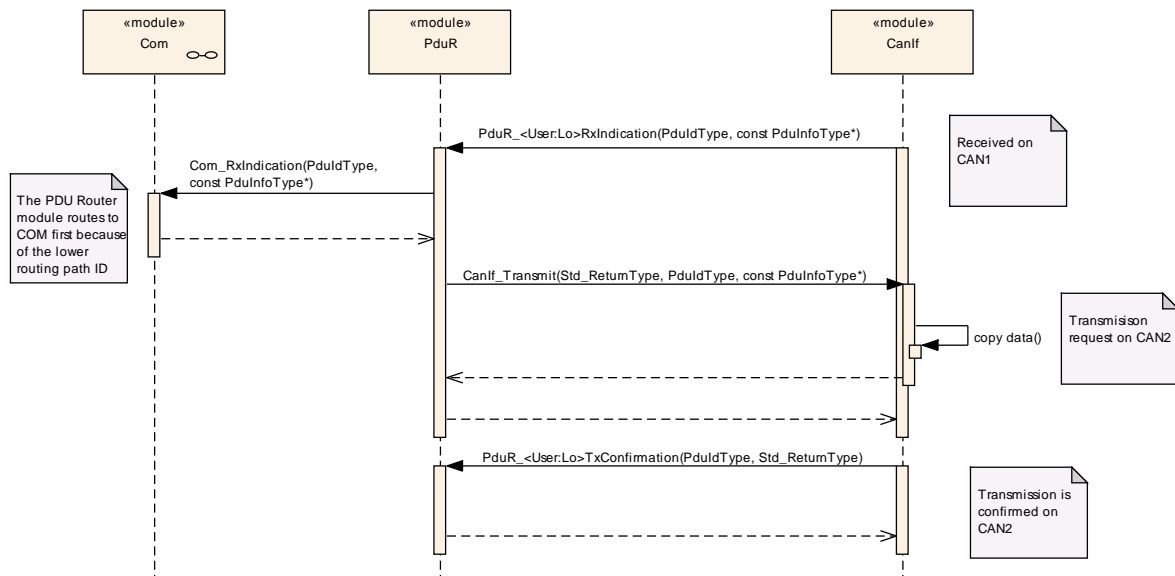 «module»
Com
«module»
PduR
«module»
CanIf
PduR_<User:Lo>RxIndication(PduIdType, const PduInfoType*)
Received on
CAN1
Com_RxIndication(PduIdType,
const PduInfoType*)
The PDU Router
module routes to
COM first because
of the lower
routing path ID
CanIf_Transmit(Std_ReturnType, PduIdType, const PduInfoType*)
Transmisison
request on CAN2
copy data()
PduR_<User:Lo>TxConfirmation(PduIdType, Std_ReturnType)
Transmission is
confirmed on
CAN2